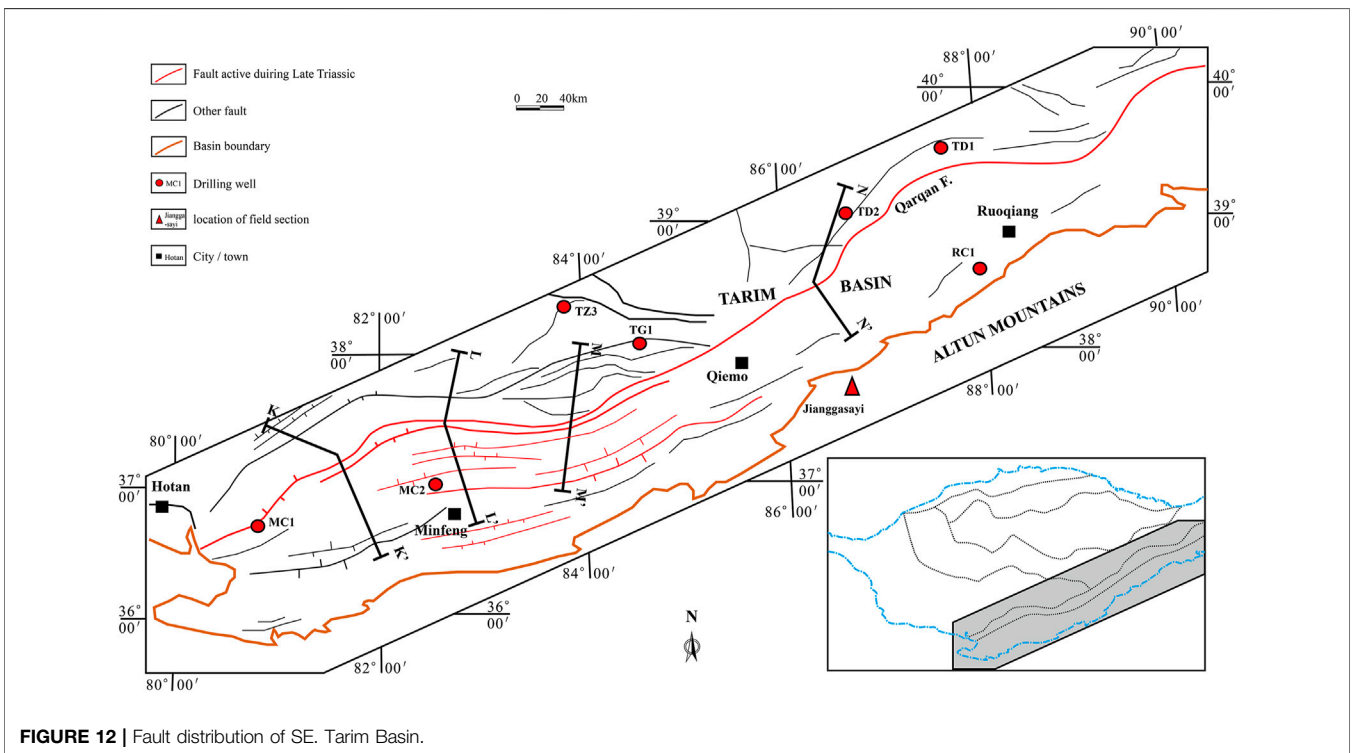 90° 00′
88° 00′
40°
00′
40°
00′
Fault active duiring Late Triassic
Other fault
Basin boundary
MC1
Drilling well
Jiangga
-sayi
location of field section
Hotan
City / town
0 20 40km
86° 00′
TD1
39°
00′
N
TD2
Qarqan F.
39°
00′
Ruoqiang
RC1
84° 00′
TARIM
BASIN
N’
ALTUN MOUNTAINS
90° 00′
82° 00′
TZ3
TG1
38°
00′
L
M
Qiemo
38°
00′
88° 00′
Jianggasayi
80° 00′
K
37°
00′
Hotan
MC1
MC2
Minfeng
L’
M’
K’
37°
00′
86° 00′
84° 00′
36°
00′
36°
00′
N
82° 00′
80° 00′
FIGURE 12 | Fault distribution of SE. Tarim Basin.